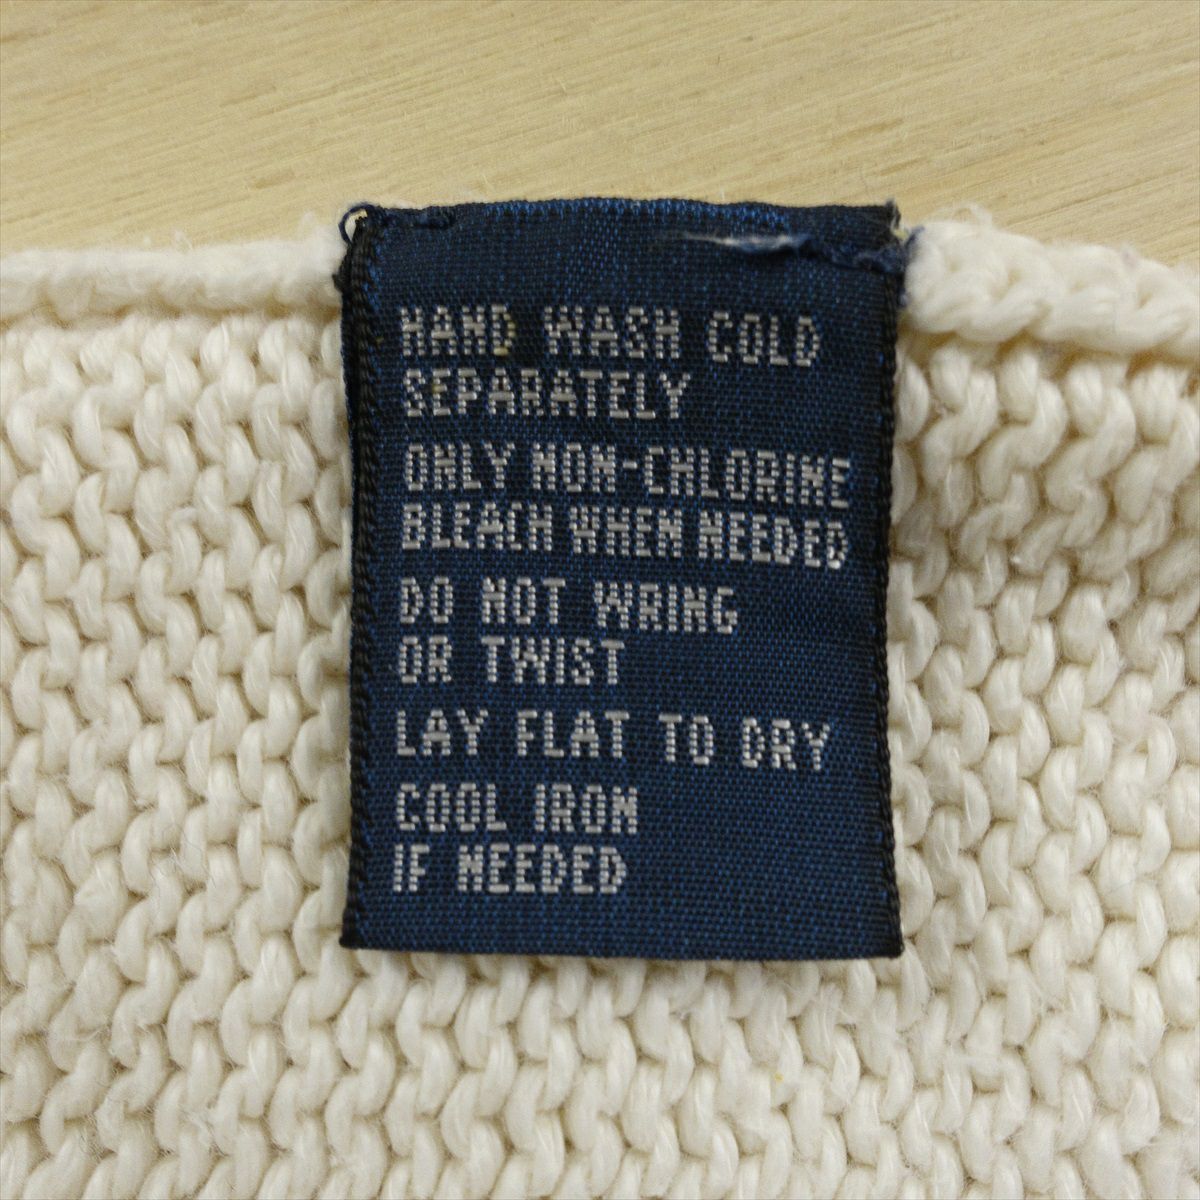 HAND WASH COLD
SEPARATELY
ONLY NON-CHLORINE
BLEACH WHEN NEEDED
DO NOT WRING
OR TWIST
LAY FLAT TO DRY
COOL IRON
IF NEEDED